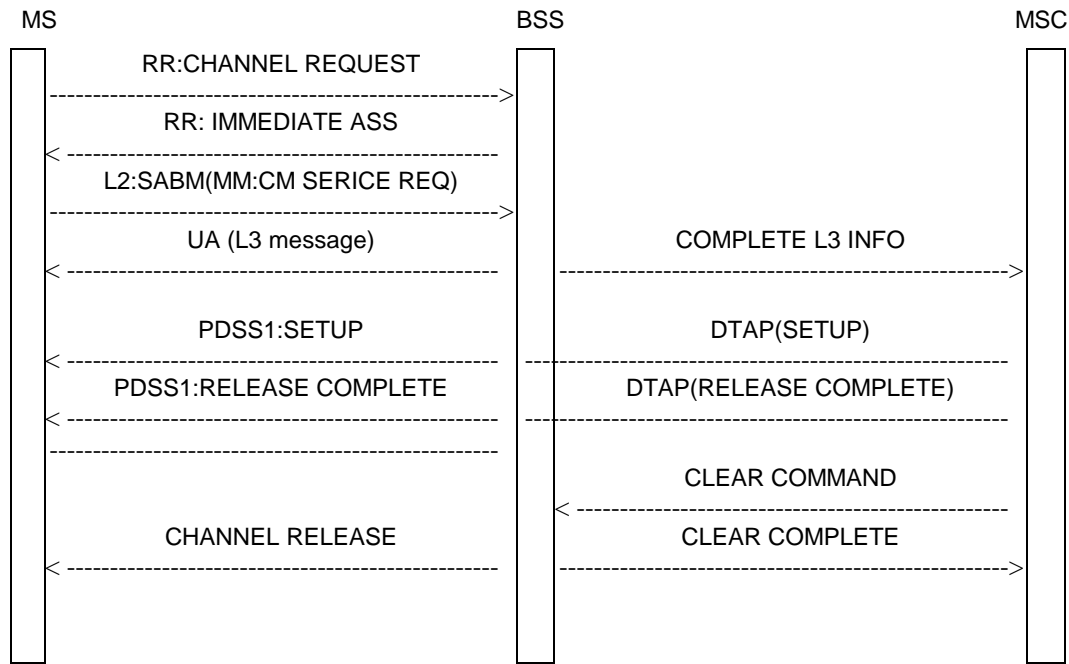 MS BSS MSC
RR:CHANNEL REQUEST
RR: IMMEDIATE ASS
L2:SABM(MM:CM SERICE REQ)
UA (L3 message) COMPLETE L3 INFO
PDSS1:SETUP DTAP(SETUP)
PDSS1:RELEASE COMPLETE DTAP(RELEASE COMPLETE)
CLEAR COMMAND
CHANNEL RELEASE CLEAR COMPLETE